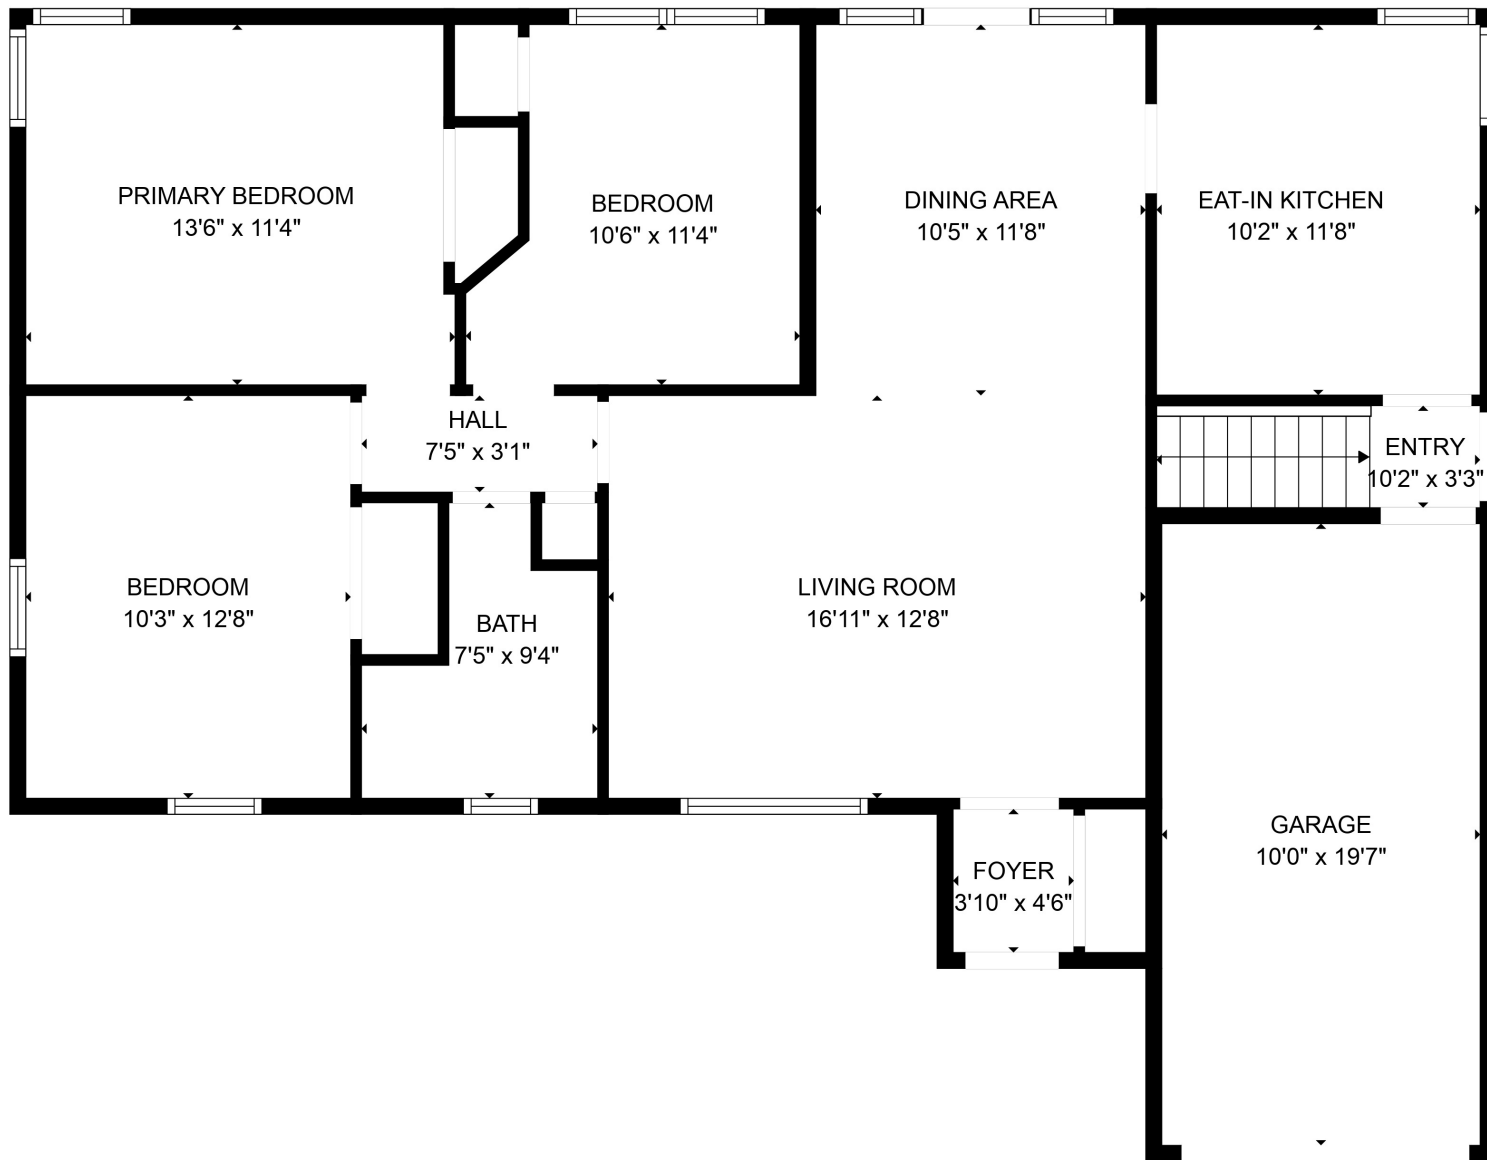 PRIMARY BEDROOM
13'6" x 11'4"
BEDROOM
10'6" x 11'4"
DINING AREA
10'5" x 11'8"
EAT-IN KITCHEN
10'2" x 11'8"
HALL
7'5" x 3'1"
ENTRY
10'2" x 3'3"
BEDROOM
10'3" x 12'8"
BATH
7'5" x 9'4"
LIVING ROOM
16'11" x 12'8"
FOYER
3'10" x 4'6"
GARAGE
10'0" x 19'7"